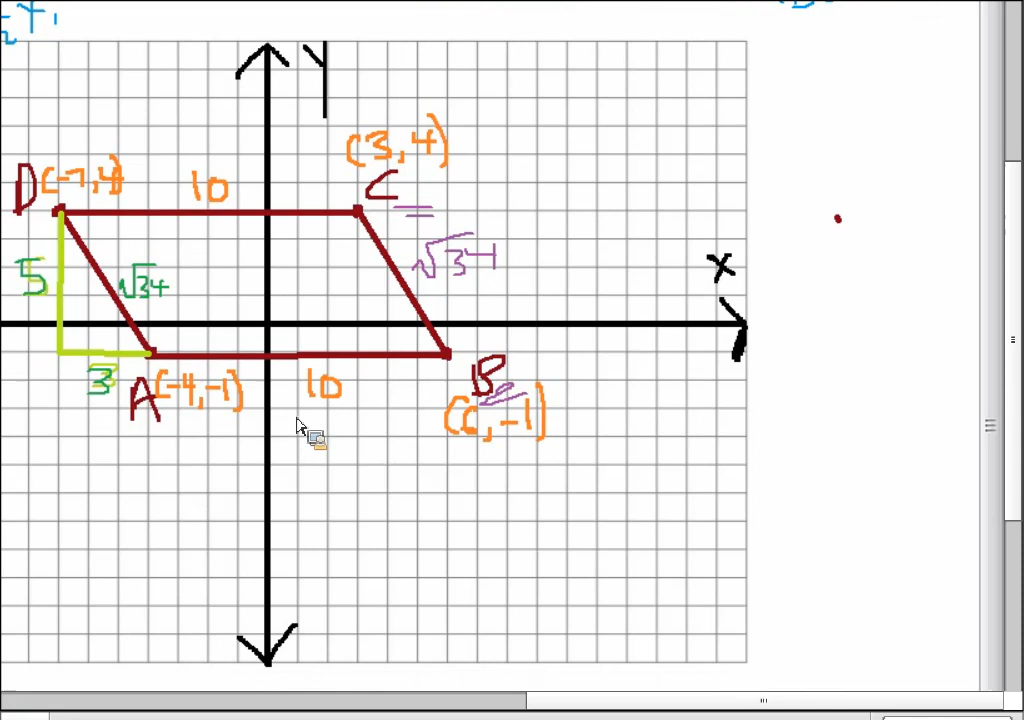 Y
(3, 4)
D (-7, 4)
10
C
5
√34
√34
x
3
A (-4, -1)
10
B
(6, -1)